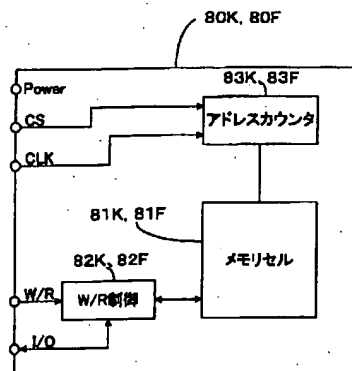 80K, 80F
83K, 83F
Power
アドレスカウンタ
CS
CLK
81K, 81F
メモリセル
82K, 82F
W/R
W/R制御
I/O